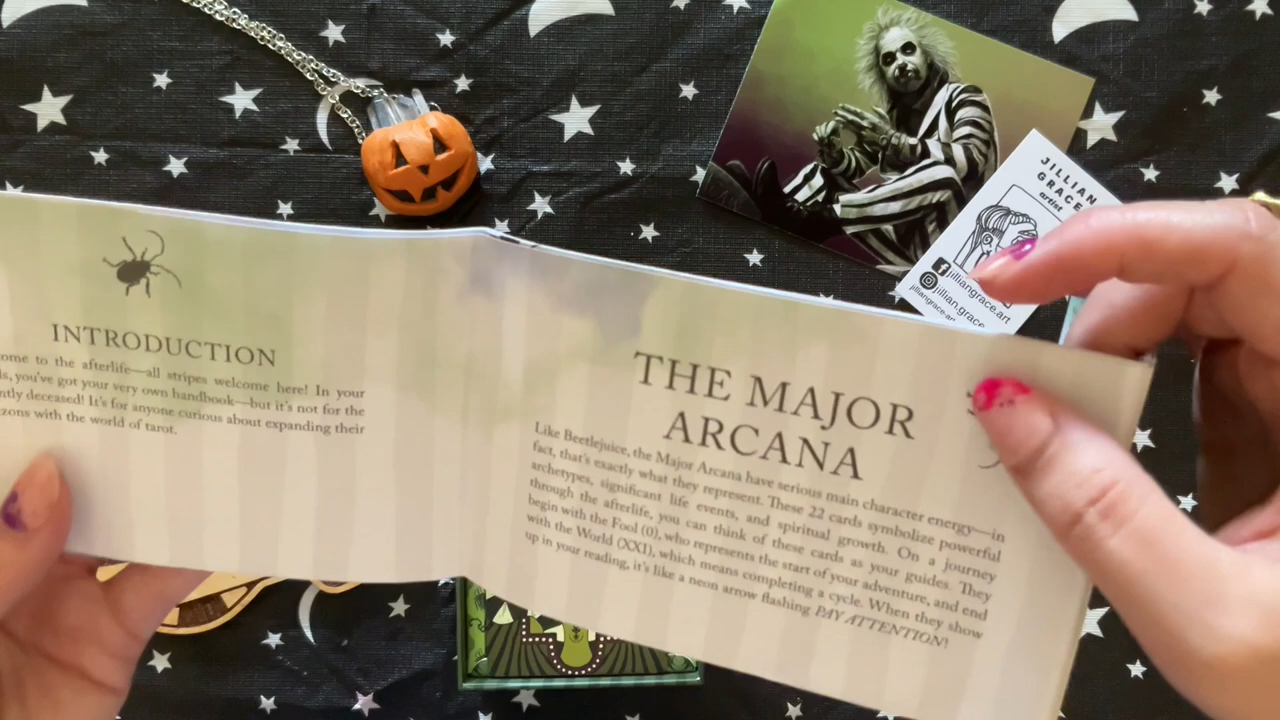 JILLIAN
GRACE
artist
jilliangrace.art
jillian.grace
jilliangrace-art
INTRODUCTION
ome to the afterlife—all stripes welcome here! In your
s, you've got your very own handbook—but it's not for the
ntly deceased! It's for anyone curious about expanding their
zons with the world of tarot.
THE MAJOR
ARCANA
Like Beetlejuice, the Major Arcana have serious main character energy—in
fact, that's exactly what they represent. These 22 cards symbolize powerful
archetypes, significant life events, and spiritual growth. On a journey
through the afterlife, you can think of these cards as your guides. They
begin with the Fool (0), who represents the start of your adventure, and end
with the World (XXI), which means completing a cycle. When they show
up in your reading, it's like a neon arrow flashing PAY ATTENTION!